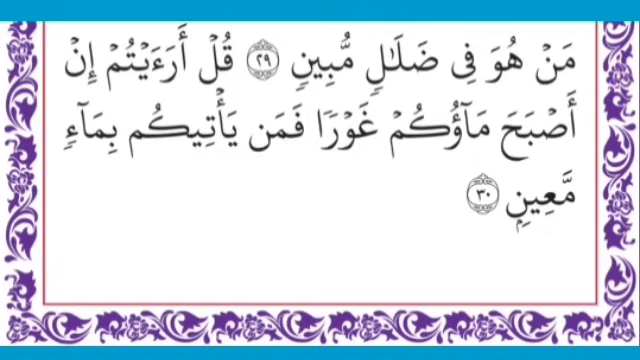 مَنۡ هُوَ فِى ضَلَٰلٍ مُّبِينٍ ٢٩ قُلۡ أَرَءَيۡتُمۡ إِنۡ
أَصۡبَحَ مَآؤُكُمۡ غَوۡرًا فَمَن يَأۡتِيكُم بِمَآءٍ
مَّعِينٍۭ ٣٠